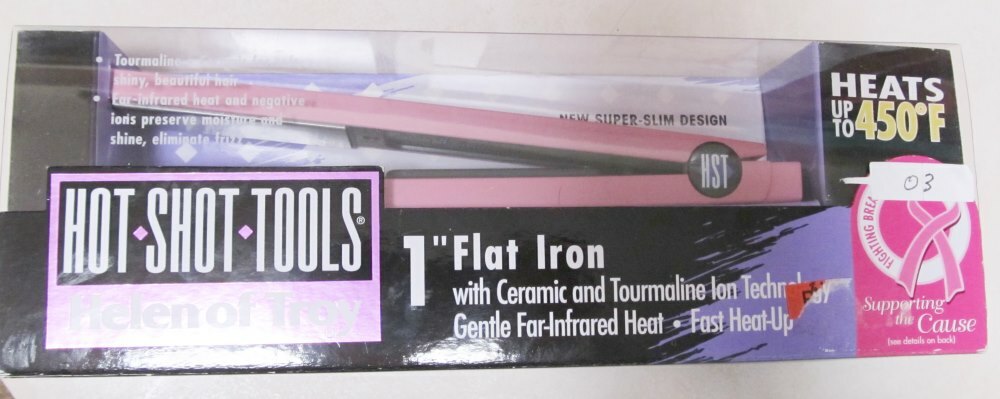 • Tourmaline
shiny, beautiful hair
• Far-infrared heat and negative
ions preserve moisture and
shine, eliminate frizz
NEW SUPER-SLIM DESIGN
HEATS
UP TO 450°F
03
HST
HOT•SHOT•TOOLS®
Helen of Troy
1" Flat Iron
with Ceramic and Tourmaline Ion Technology
Gentle Far-Infrared Heat • Fast Heat-Up
FIGHTING
Supporting
the Cause
(see details on back)